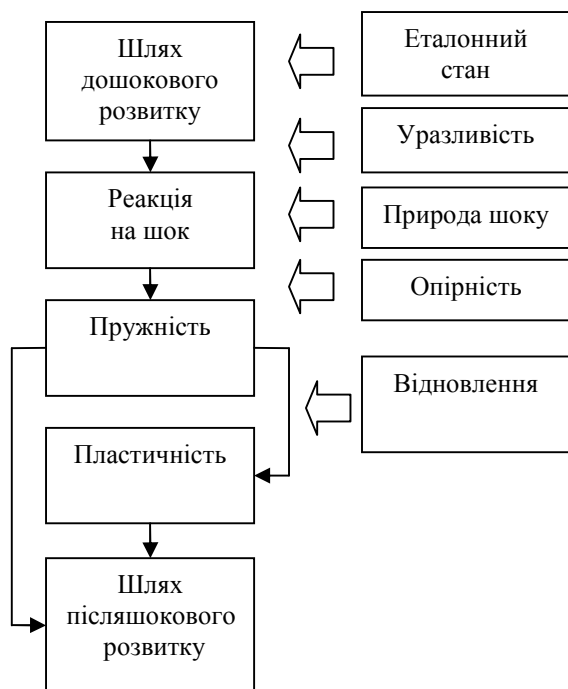 Шлях
дошокового
розвитку
Еталонний
стан
Уразливість
Реакція
на шок
Природа шоку
Опірність
Пружність
Відновлення
Пластичність
Шлях
післяшокового
розвитку